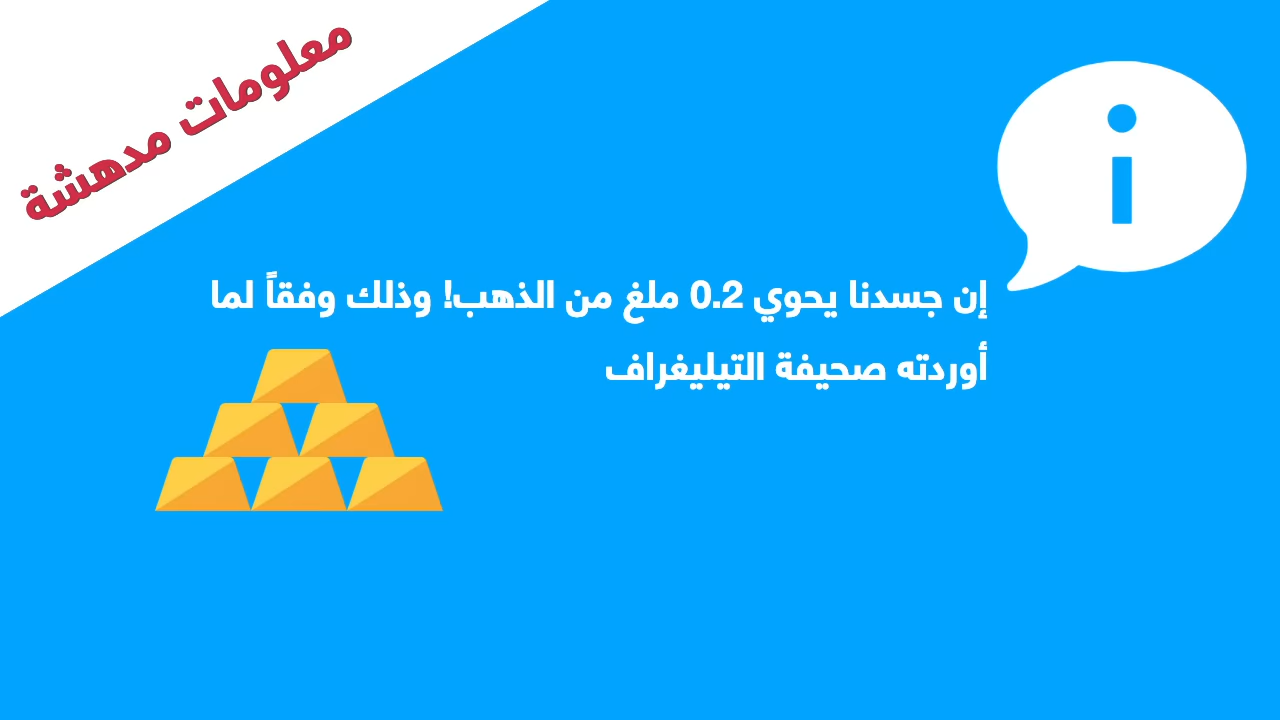 معلومات مدهشة
إن جسدنا يحوي 0.2 ملغ من الذهب! وذلك وفقاً لما
أوردته صحيفة التيليغراف